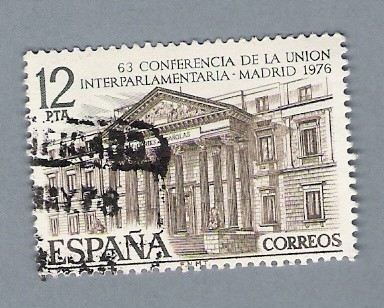 63 CONFERENCIA DE LA UNION
INTERPARLAMENTARIA - MADRID 1976
12
PTA
ESPAÑA
CORREOS
F.N.M.T.